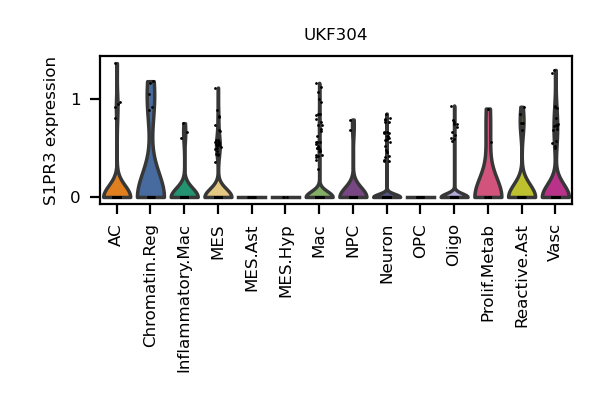 UKF304
S1PR3 expression
1
0
AC
Chromatin.Reg
Inflammatory.Mac
MES
MES.Ast
MES.Hyp
Mac
NPC
Neuron
OPC
Oligo
Prolif.Metab
Reactive.Ast
Vasc